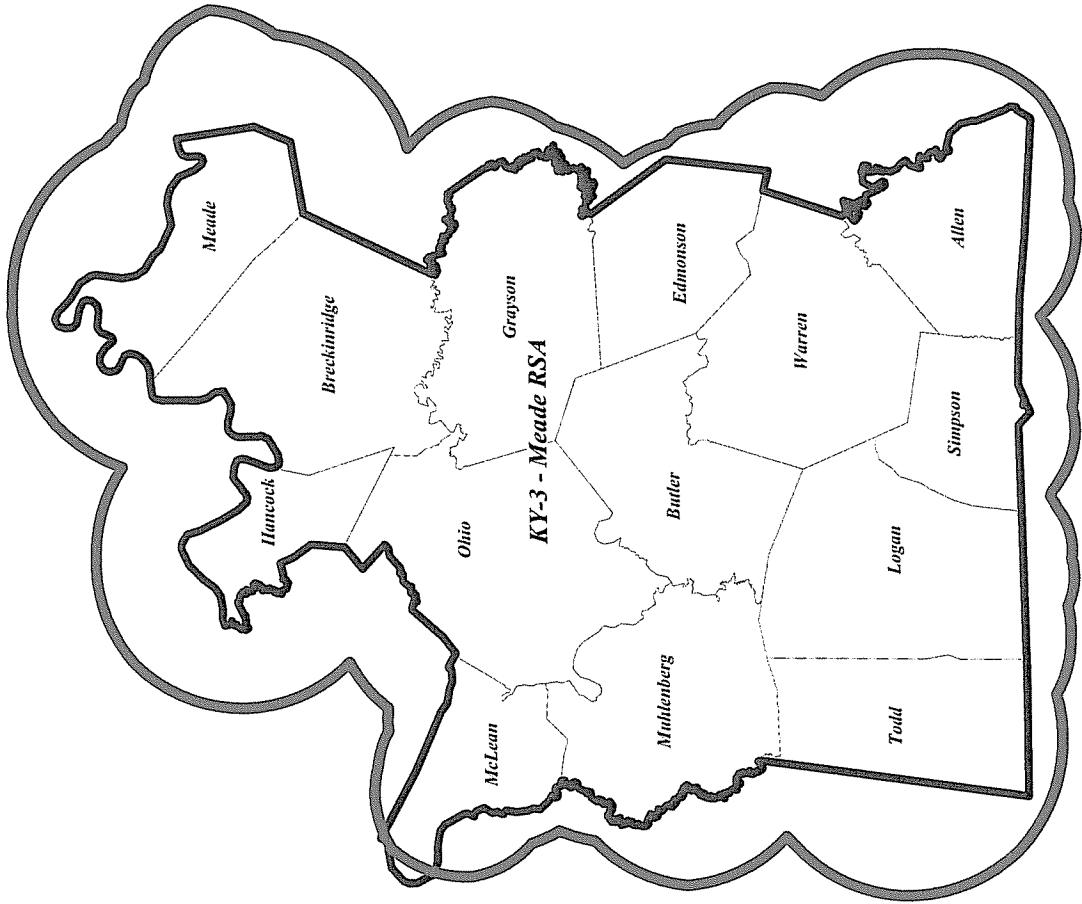 Meade
Breckinridge
Hancock
Grayson
Ohio
KY-3 - Meade RSA
McLean
Edmonson
Butler
Muhlenberg
Warren
Allen
Simpson
Logan
Todd